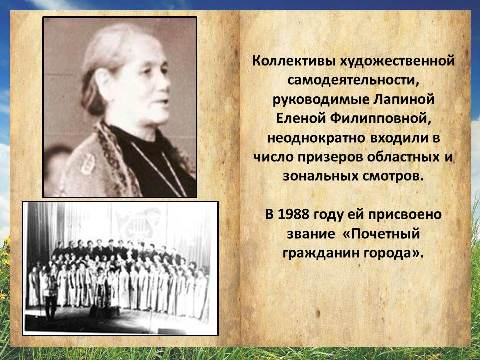 Коллективы художественной
самодеятельности,
руководимые Лапиной
Еленой Филипповной,
неоднократно входили в
число призеров областных и
зональных смотров.
В 1988 году ей присвоено
звание «Почетный
гражданин города».